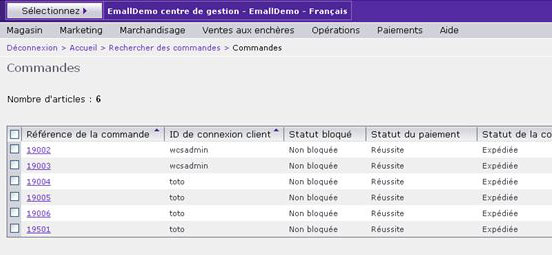 Sélectionnez
EmallDemo centre de gestion - EmallDemo - Français
Magasin Marketing Marchandisage Ventes aux enchères Opérations Paiements Aide
Déconnexion > Accueil > Rechercher des commandes > Commandes
Commandes
Nombre d'articles : 6
Référence de la commande ID de connexion client Statut bloqué Statut du paiement Statut de la co
19002 wcsadmin Non bloquée Réussite Expédiée
19003 wcsadmin Non bloquée Réussite Expédiée
19004 toto Non bloquée Réussite Expédiée
19005 toto Non bloquée Réussite Expédiée
19006 toto Non bloquée Réussite Expédiée
19501 toto Non bloquée Réussite Expédiée